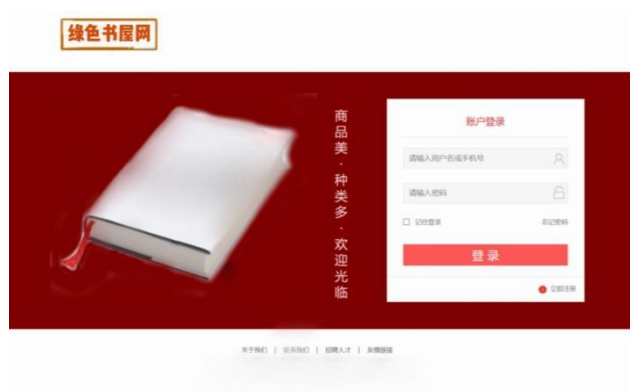 绿色书屋网
商品美·种类多·欢迎光临
账户登录
请输入用户名或手机号
请输入密码
记住登录
忘记密码
登录
立即注册
关于我们 | 联系我们 | 招聘人才 | 友情链接